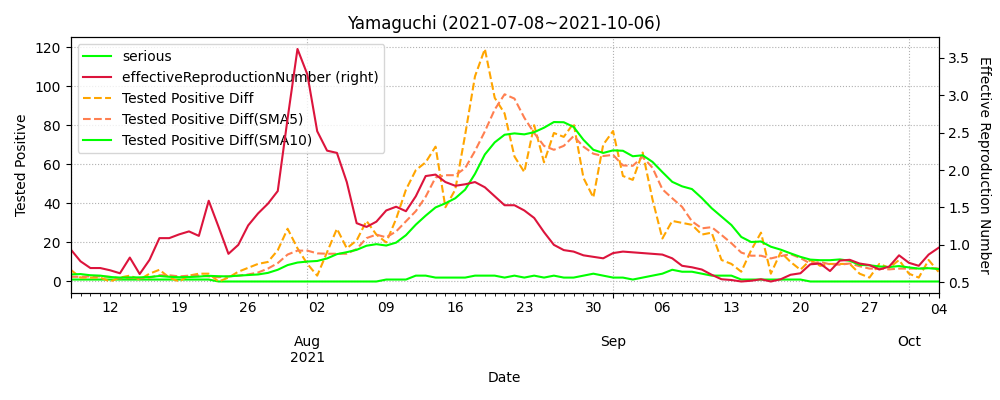 Yamaguchi (2021-07-08~2021-10-06)
serious
effectiveReproductionNumber (right)
Tested Positive Diff
Tested Positive Diff(SMA5)
Tested Positive Diff(SMA10)
Tested Positive
120
100
80
60
40
20
0
3.5
3.0
2.5
2.0
1.5
1.0
0.5
Effective Reproduction Number
12 19 26 02 09 16 23 30 06 13 20 27 04
Aug Sep Oct
2021
Date